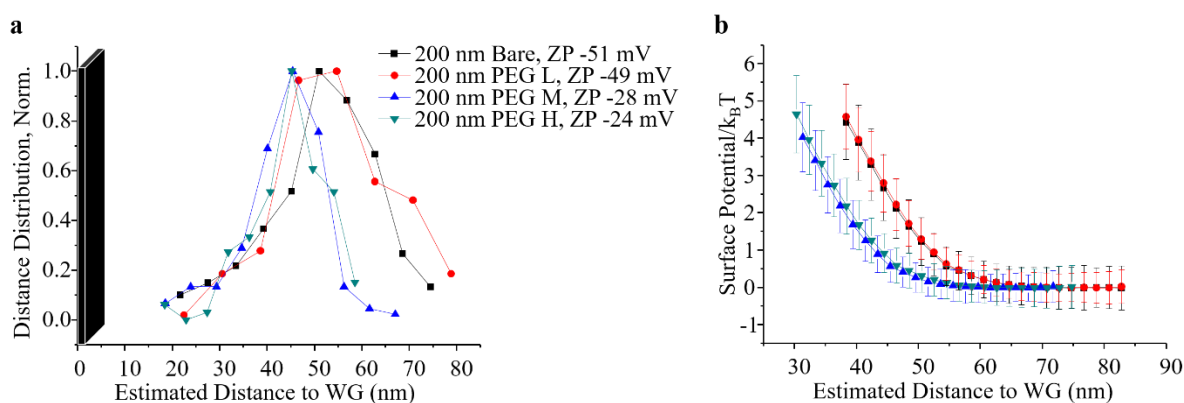 a
Distance Distribution, Norm.
1.0
0.8
0.6
0.4
0.2
0.0
0 10 20 30 40 50 60 70 80
Estimated Distance to WG (nm)
200 nm Bare, ZP -51 mV
200 nm PEG L, ZP -49 mV
200 nm PEG M, ZP -28 mV
200 nm PEG H, ZP -24 mV
b
Surface Potential/k_BT
6
5
4
3
2
1
0
-1
30 40 50 60 70 80 90
Estimated Distance to WG (nm)